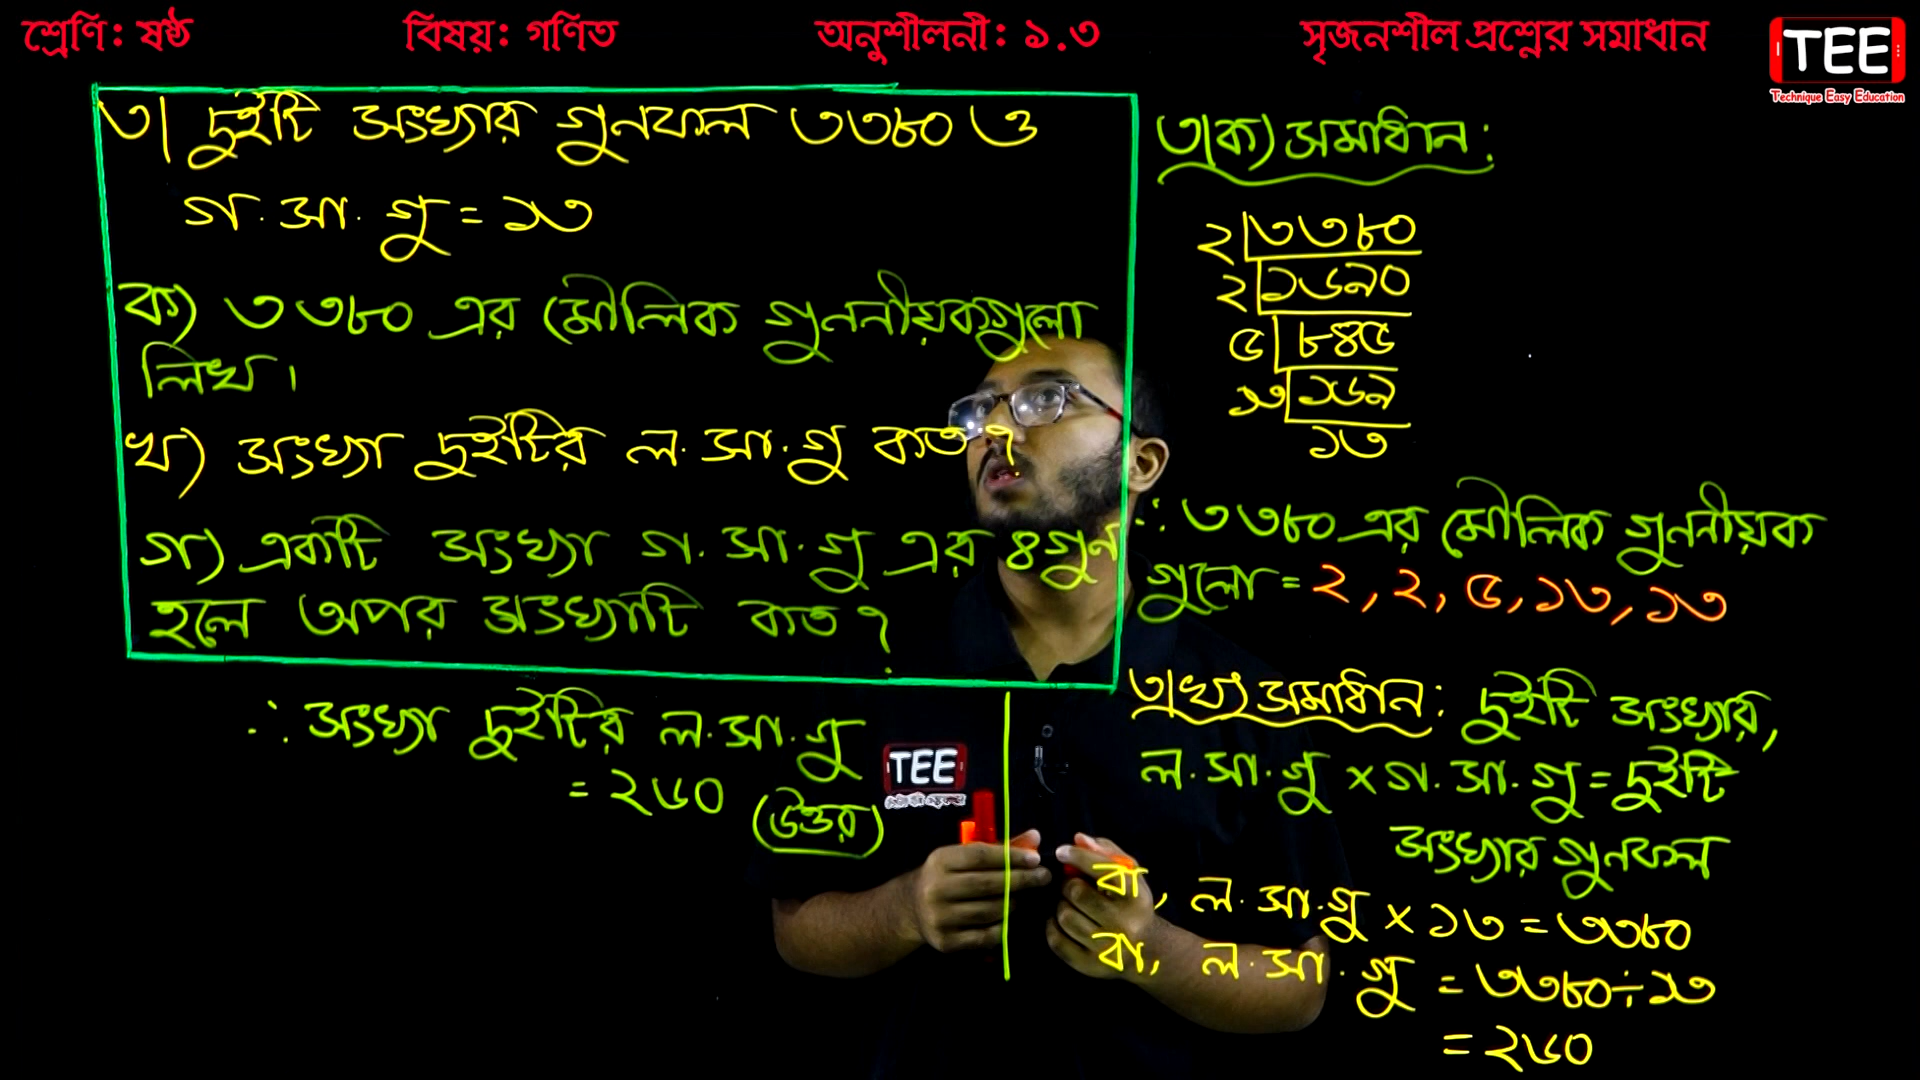 শ্রেণি: ষষ্ঠ
বিষয়: গণিত
অনুশীলনী: ১.৩
সৃজনশীল প্রশ্নের সমাধান
TEE
Technique Easy Education
৩| দুইটি সংখ্যার গুনফল ৩৩৮০ ও
গ. সা. গু = ১৩
ক) ৩৩৮০ এর মৌলিক গুননীয়কগুলো
লিখ।
খ) সংখ্যা দুইটির ল. সা. গু কত?
গ) একটি সংখ্যা গ. সা. গু এর ৪গুন
হলে অপর সংখ্যাটি কত?
∴ সংখ্যা দুইটির ল. সা. গু
= ২৬০ (উত্তর)
TEE
৩(ক) সমাধান:
২|৩৩৮০
২|১৬৯০
৫|৮৪৫
১৩|১৬৯
১৩
∴ ৩৩৮০ এর মৌলিক গুননীয়ক
গুলো = ২, ২, ৫, ১৩, ১৩
৩(খ) সমাধান: দুইটি সংখ্যার,
ল. সা. গু × গ. সা. গু = দুইটি
সংখ্যার গুনফল
বা, ল. সা. গু × ১৩ = ৩৩৮০
বা, ল. সা. গু = ৩৩৮০ ÷ ১৩
= ২৬০